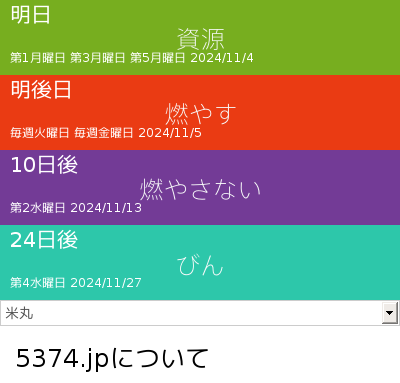 明日
資源
第1月曜日 第3月曜日 第5月曜日 2024/11/4
明後日
燃やす
毎週火曜日 毎週金曜日 2024/11/5
10日後
燃やさない
第2水曜日 2024/11/13
24日後
びん
第4水曜日 2024/11/27
米丸
5374.jpについて